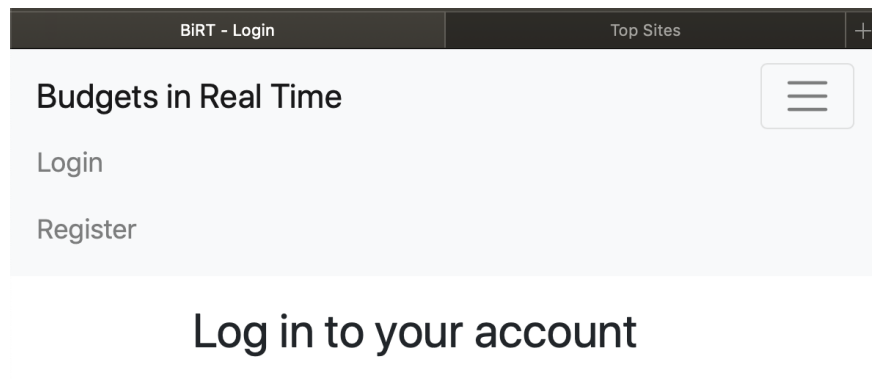 BiRT - Login Top Sites
Budgets in Real Time
Login
Register
Log in to your account